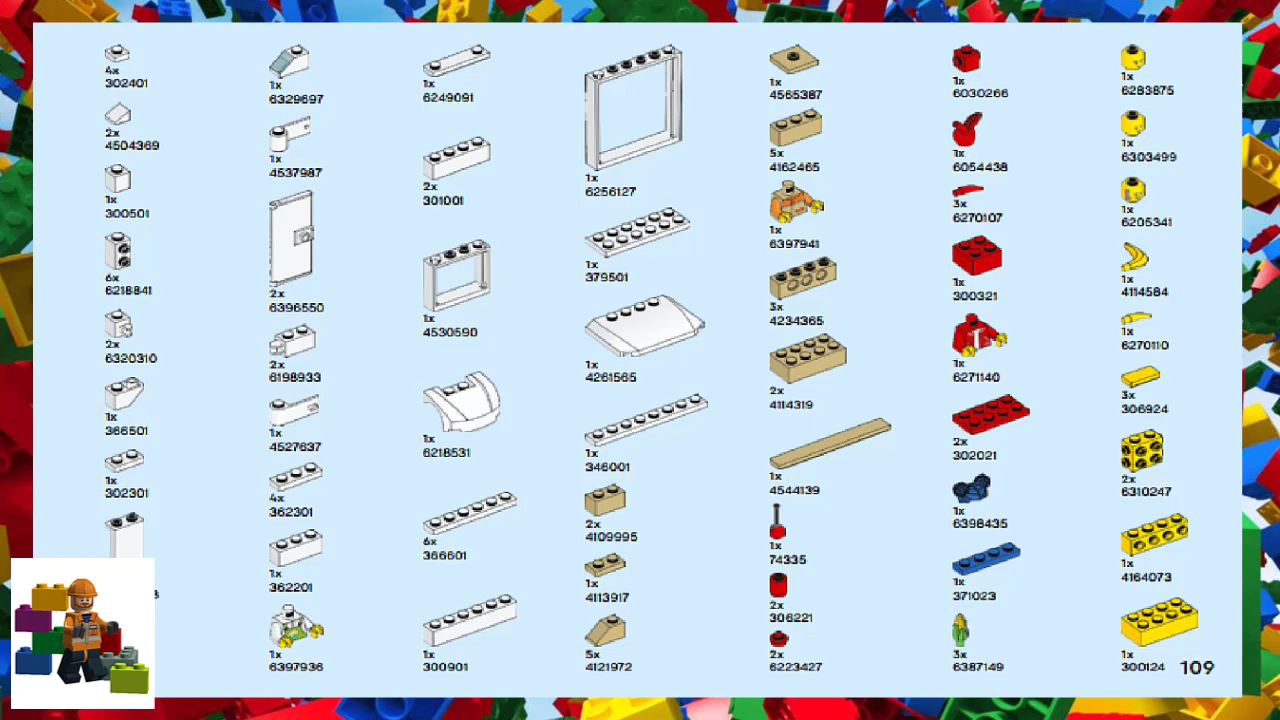 4x
302401
2x
4504369
1x
300501
6x
6218841
2x
6320310
1x
366501
1x
302301
1x
6329697
1x
4537987
2x
6396550
2x
6198933
1x
4527637
4x
362301
1x
362201
1x
6397936
1x
6249091
2x
301001
1x
4530590
1x
6218531
6x
366601
1x
300901
1x
6256127
1x
379501
1x
4261565
1x
346001
2x
4109995
1x
4113917
5x
4121972
1x
4565387
5x
4162465
1x
6397941
3x
4234365
2x
4114319
1x
4544139
1x
74335
2x
306221
2x
6223427
1x
6030266
1x
6054438
3x
6270107
1x
300321
1x
6271140
2x
302021
1x
6398435
1x
371023
3x
6387149
1x
6283875
1x
6303499
1x
6205341
1x
4114584
1x
6270110
3x
306924
2x
6310247
1x
4164073
1x
300124
109